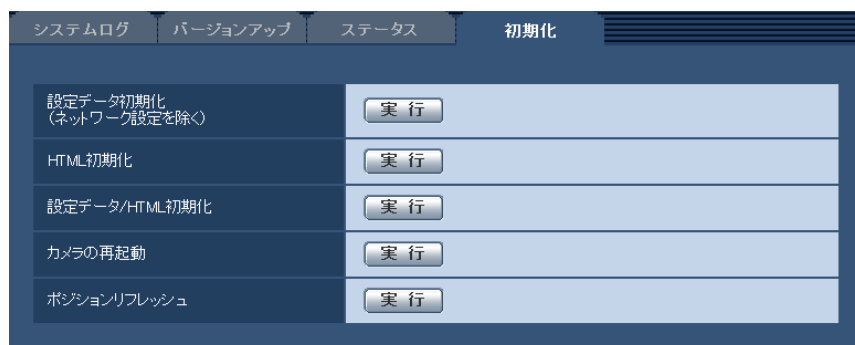 システムログ バージョンアップ ステータス 初期化
設定データ初期化
(ネットワーク設定を除く)
実 行
HTML初期化
実 行
設定データ/HTML初期化
実 行
カメラの再起動
実 行
ポジションリフレッシュ
実 行